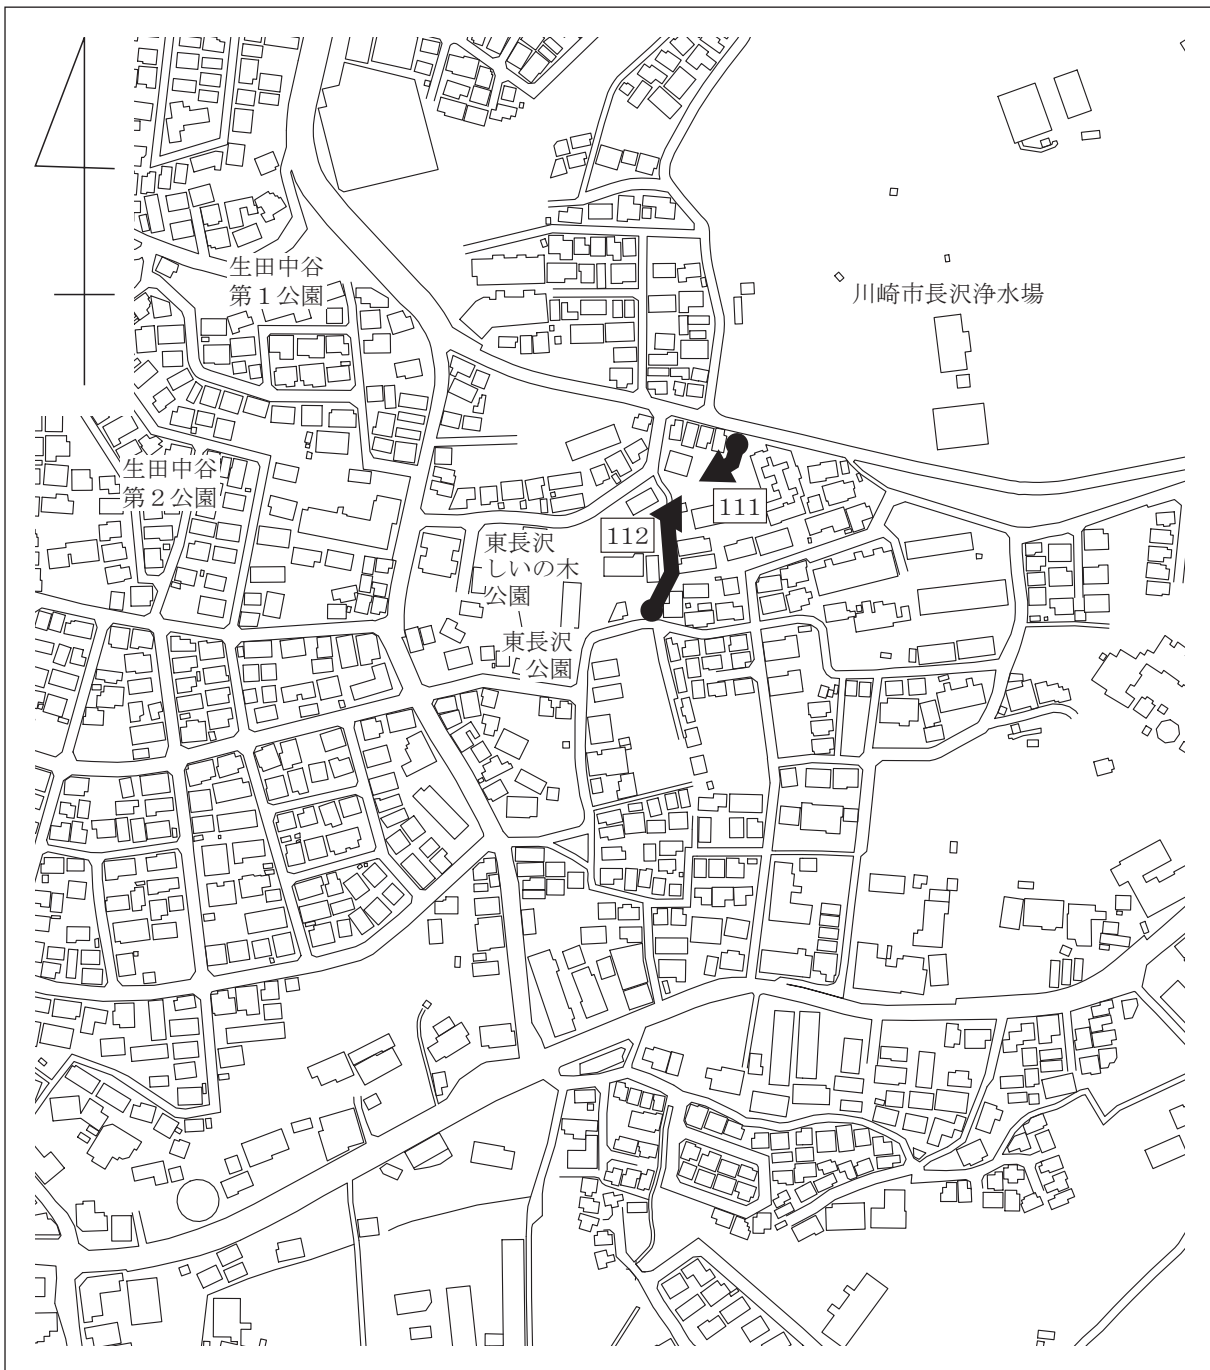 生田中谷
第１公園
川崎市長沢浄水場
生田中谷
第２公園
111
112
東長沢
しいの木
公園
東長沢
公園